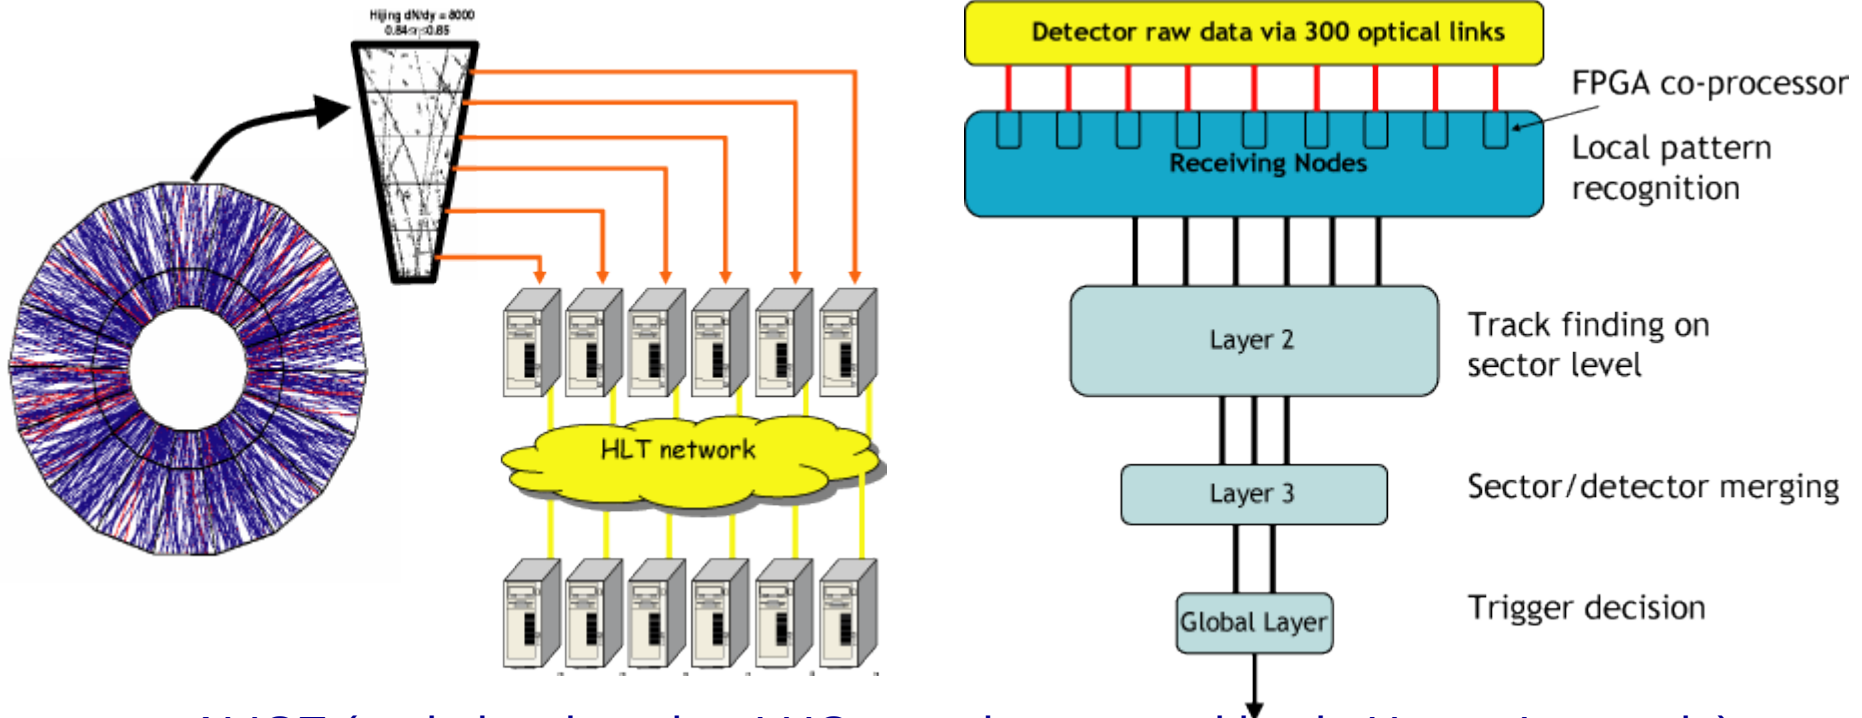 Hijing dN/dy = 8000
HLT network
Detector raw data via 300 optical links
FPGA co-processor
Receiving Nodes
Local pattern
recognition
Layer 2
Track finding on
sector level
Layer 3
Sector/detector merging
Global Layer
Trigger decision